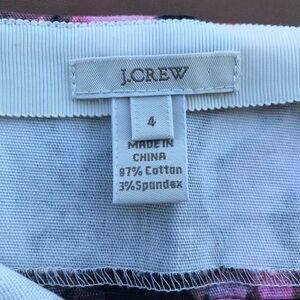 J.CREW
4
MADE IN
CHINA
97% Cotton
3% Spandex